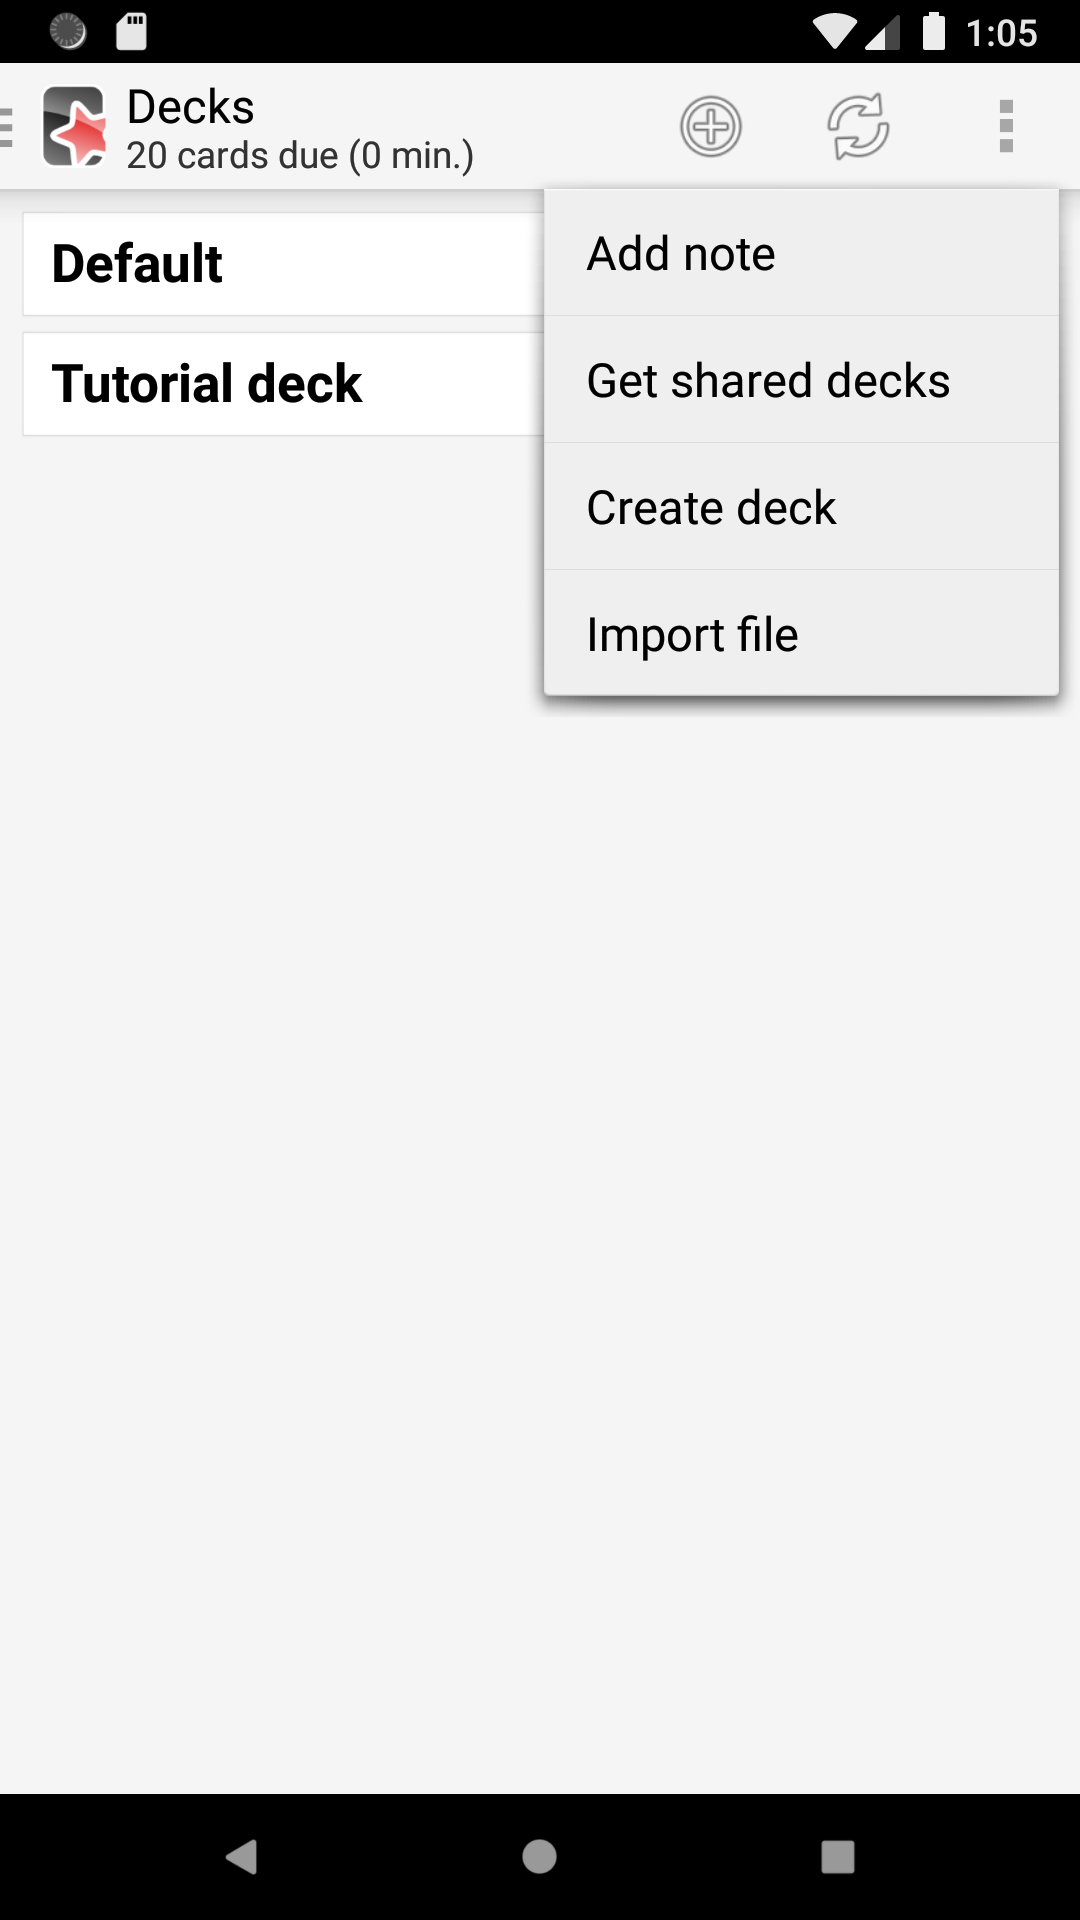 1:05
Decks
20 cards due (0 min.)
Default
Tutorial deck
Add note
Get shared decks
Create deck
Import file